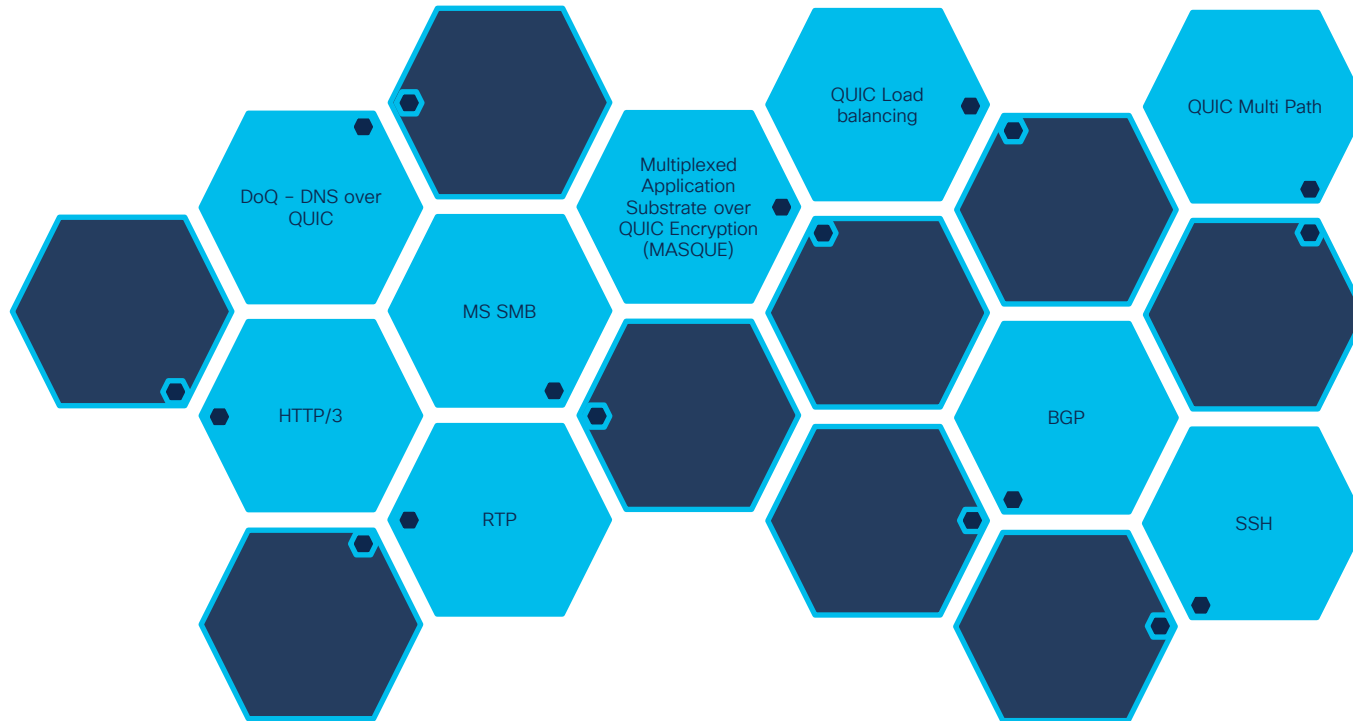 QUIC Load
balancing
QUIC Multi Path
DoQ – DNS over
QUIC
Multiplexed
Application
Substrate over
QUIC Encryption
(MASQUE)
MS SMB
HTTP/3
BGP
RTP
SSH